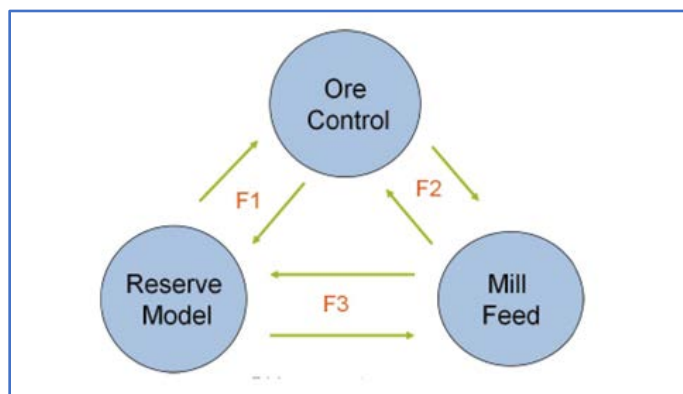 Ore
Control
F1
F2
Reserve
Model
F3
Mill
Feed